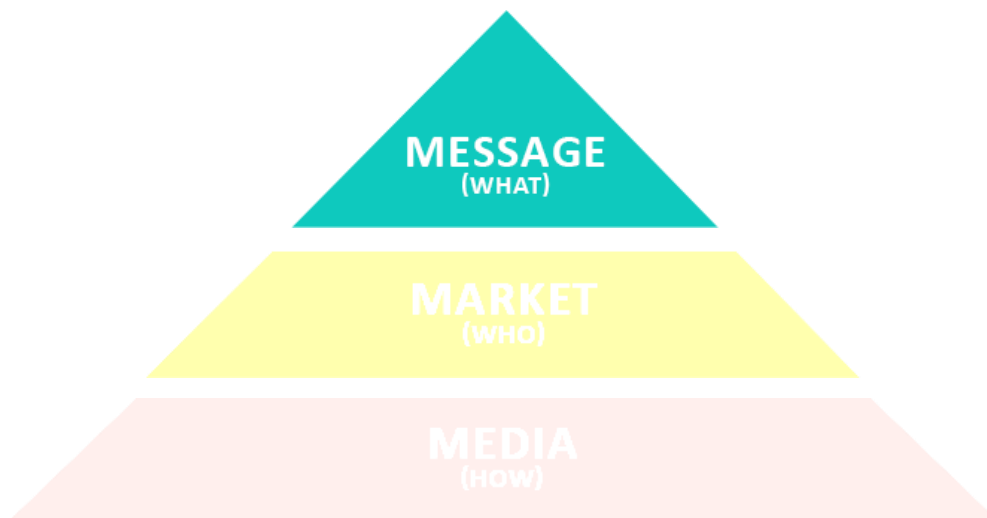 MESSAGE
(WHAT)
MARKET
(WHO)
MEDIA
(HOW)